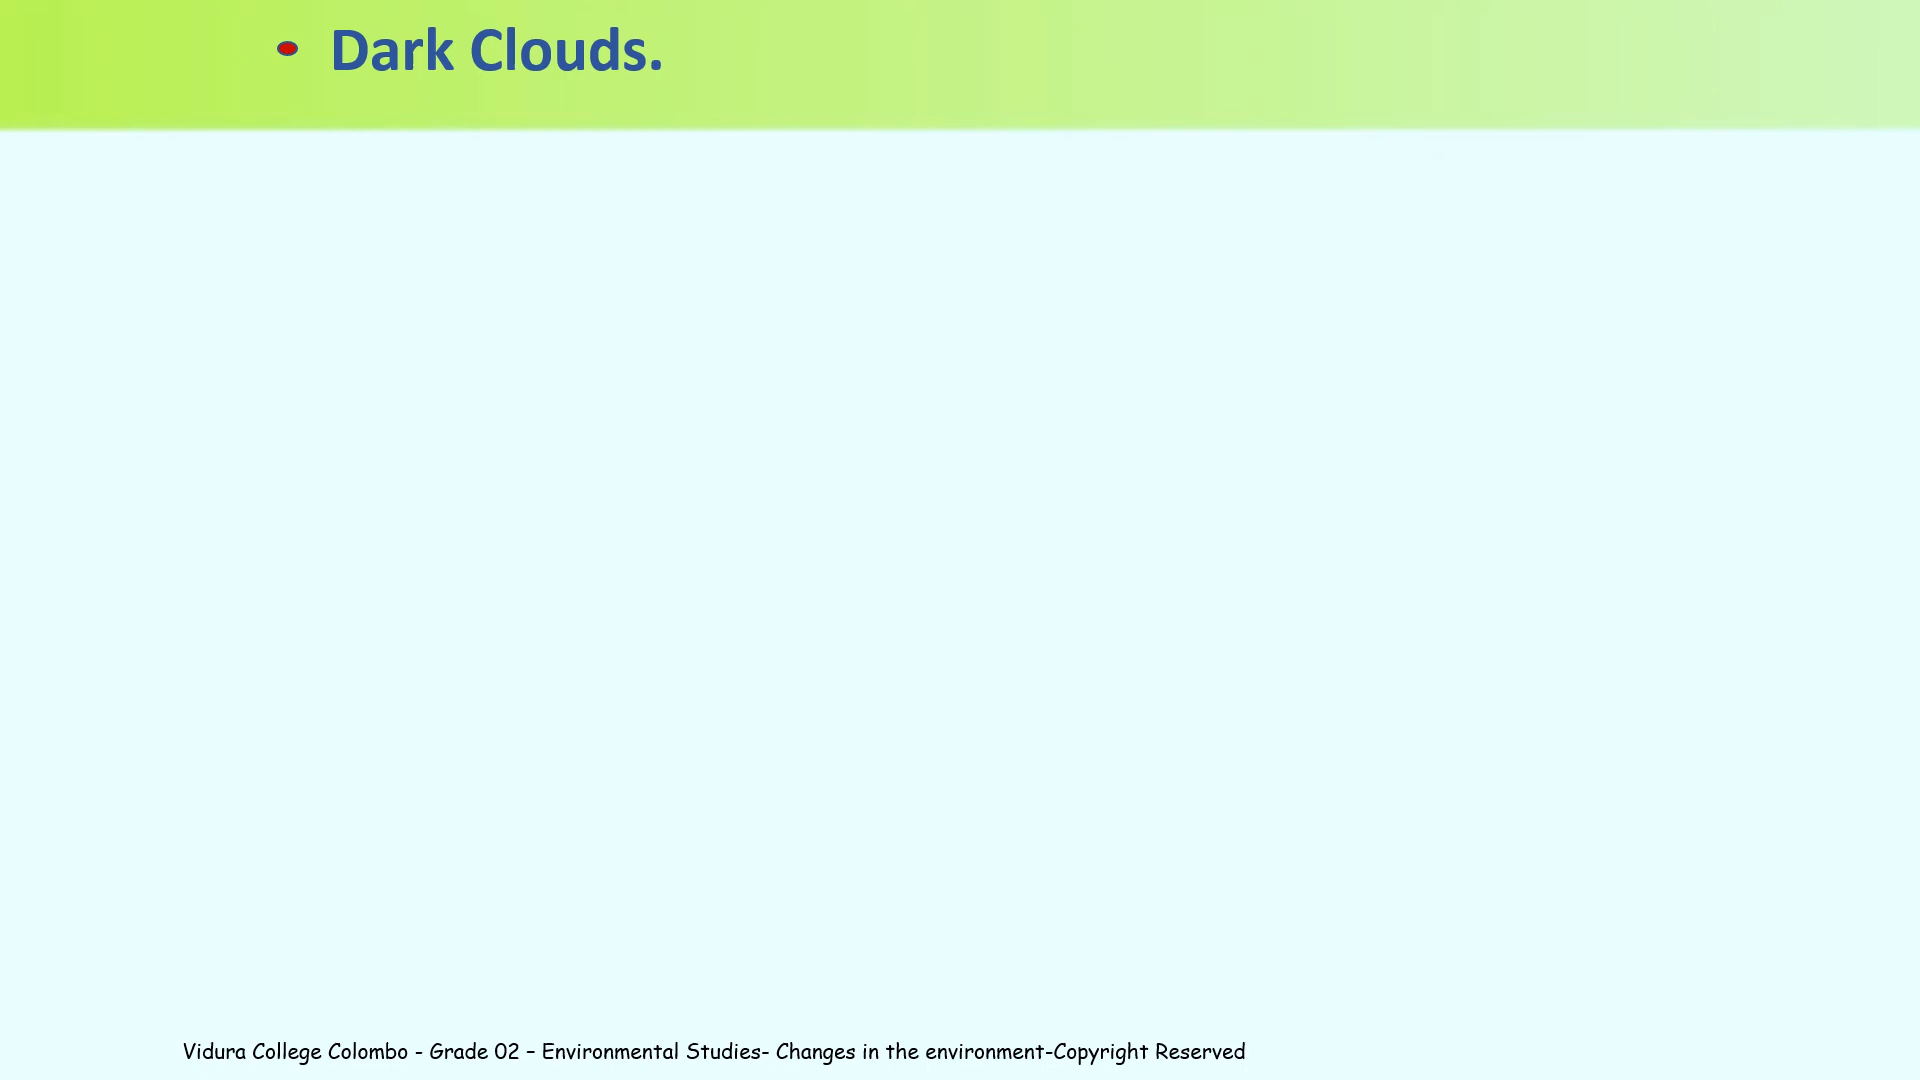 • Dark Clouds.
Vidura College Colombo - Grade 02 – Environmental Studies- Changes in the environment-Copyright Reserved